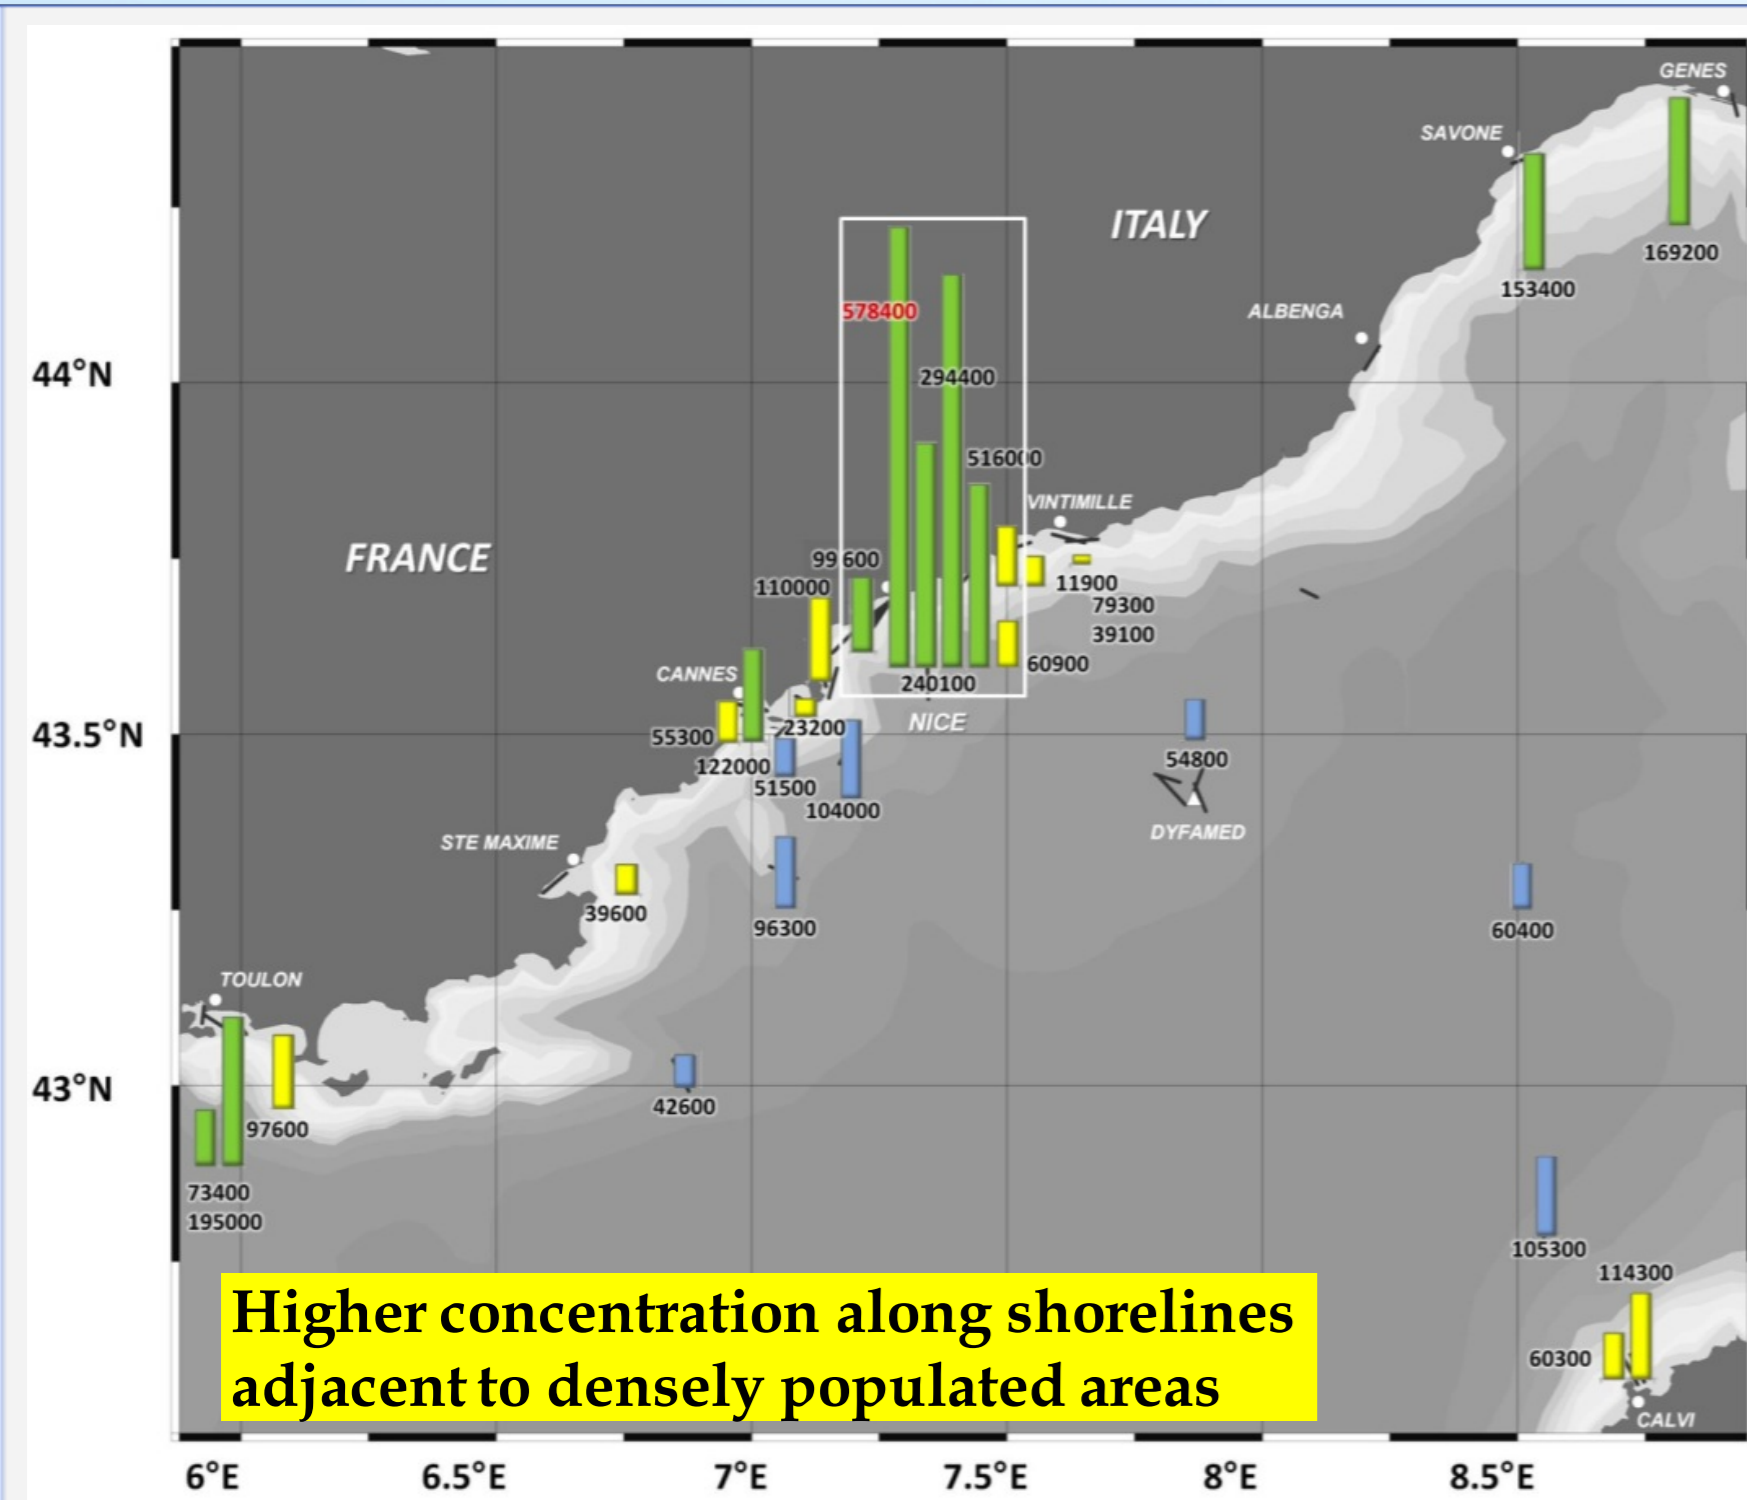 GENES
SAVONE
ITALY
169200
153400
ALBENGA
578400
44°N
294400
516000
VINTIMILLE
FRANCE
99600
110000
11900
79300
39100
60900
CANNES
240100
NICE
23200
55300
43.5°N
122000
51500
104000
54800
DYFAMED
STE MAXIME
39600
96300
60400
TOULON
43°N
42600
97600
73400
195000
105300
114300
Higher concentration along shorelines
adjacent to densely populated areas
60300
CALVI
6°E 6.5°E 7°E 7.5°E 8°E 8.5°E